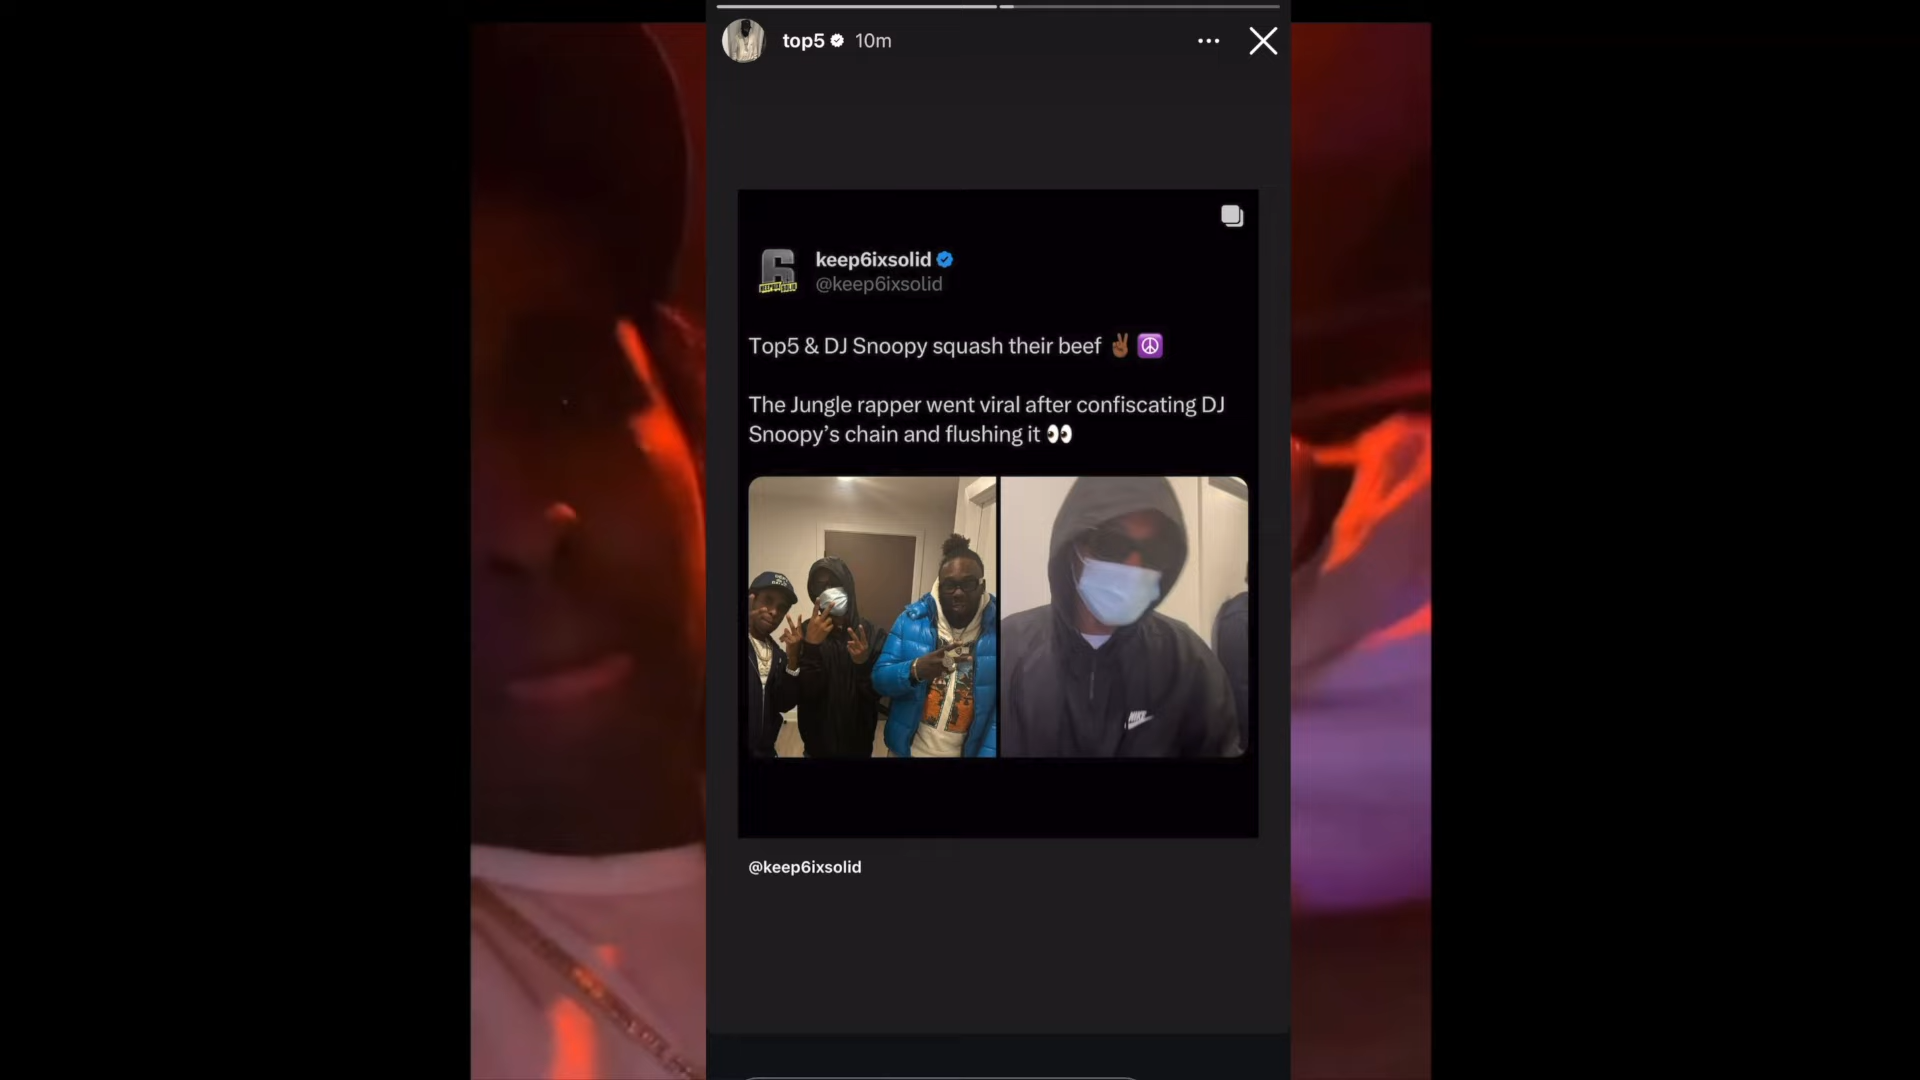 top5 10m
keep6ixsolid
@keep6ixsolid
Top5 & DJ Snoopy squash their beef ✌🏾☮️
The Jungle rapper went viral after confiscating DJ
Snoopy’s chain and flushing it 👀
NIKE
@keep6ixsolid